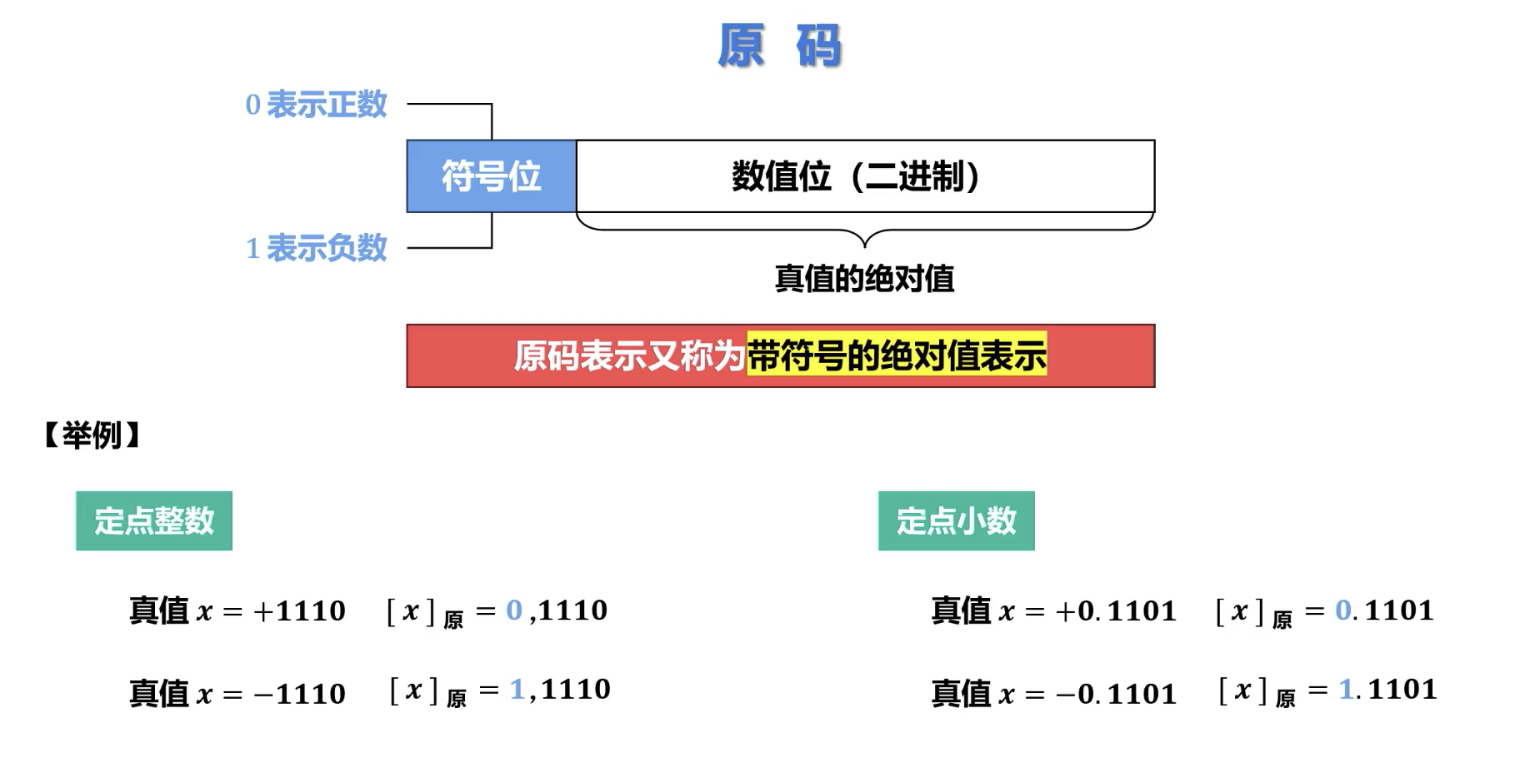 原 码
0 表示正数
符号位 数值位（二进制）
1 表示负数
真值的绝对值
原码表示又称为带符号的绝对值表示
【举例】
定点整数 定点小数
真值 x = +1110 [ x ]原 = 0 ,1110 真值 x = +0. 1101 [ x ]原 = 0. 1101
真值 x = −1110 [ x ]原 = 1 ,1110 真值 x = −0. 1101 [ x ]原 = 1. 1101